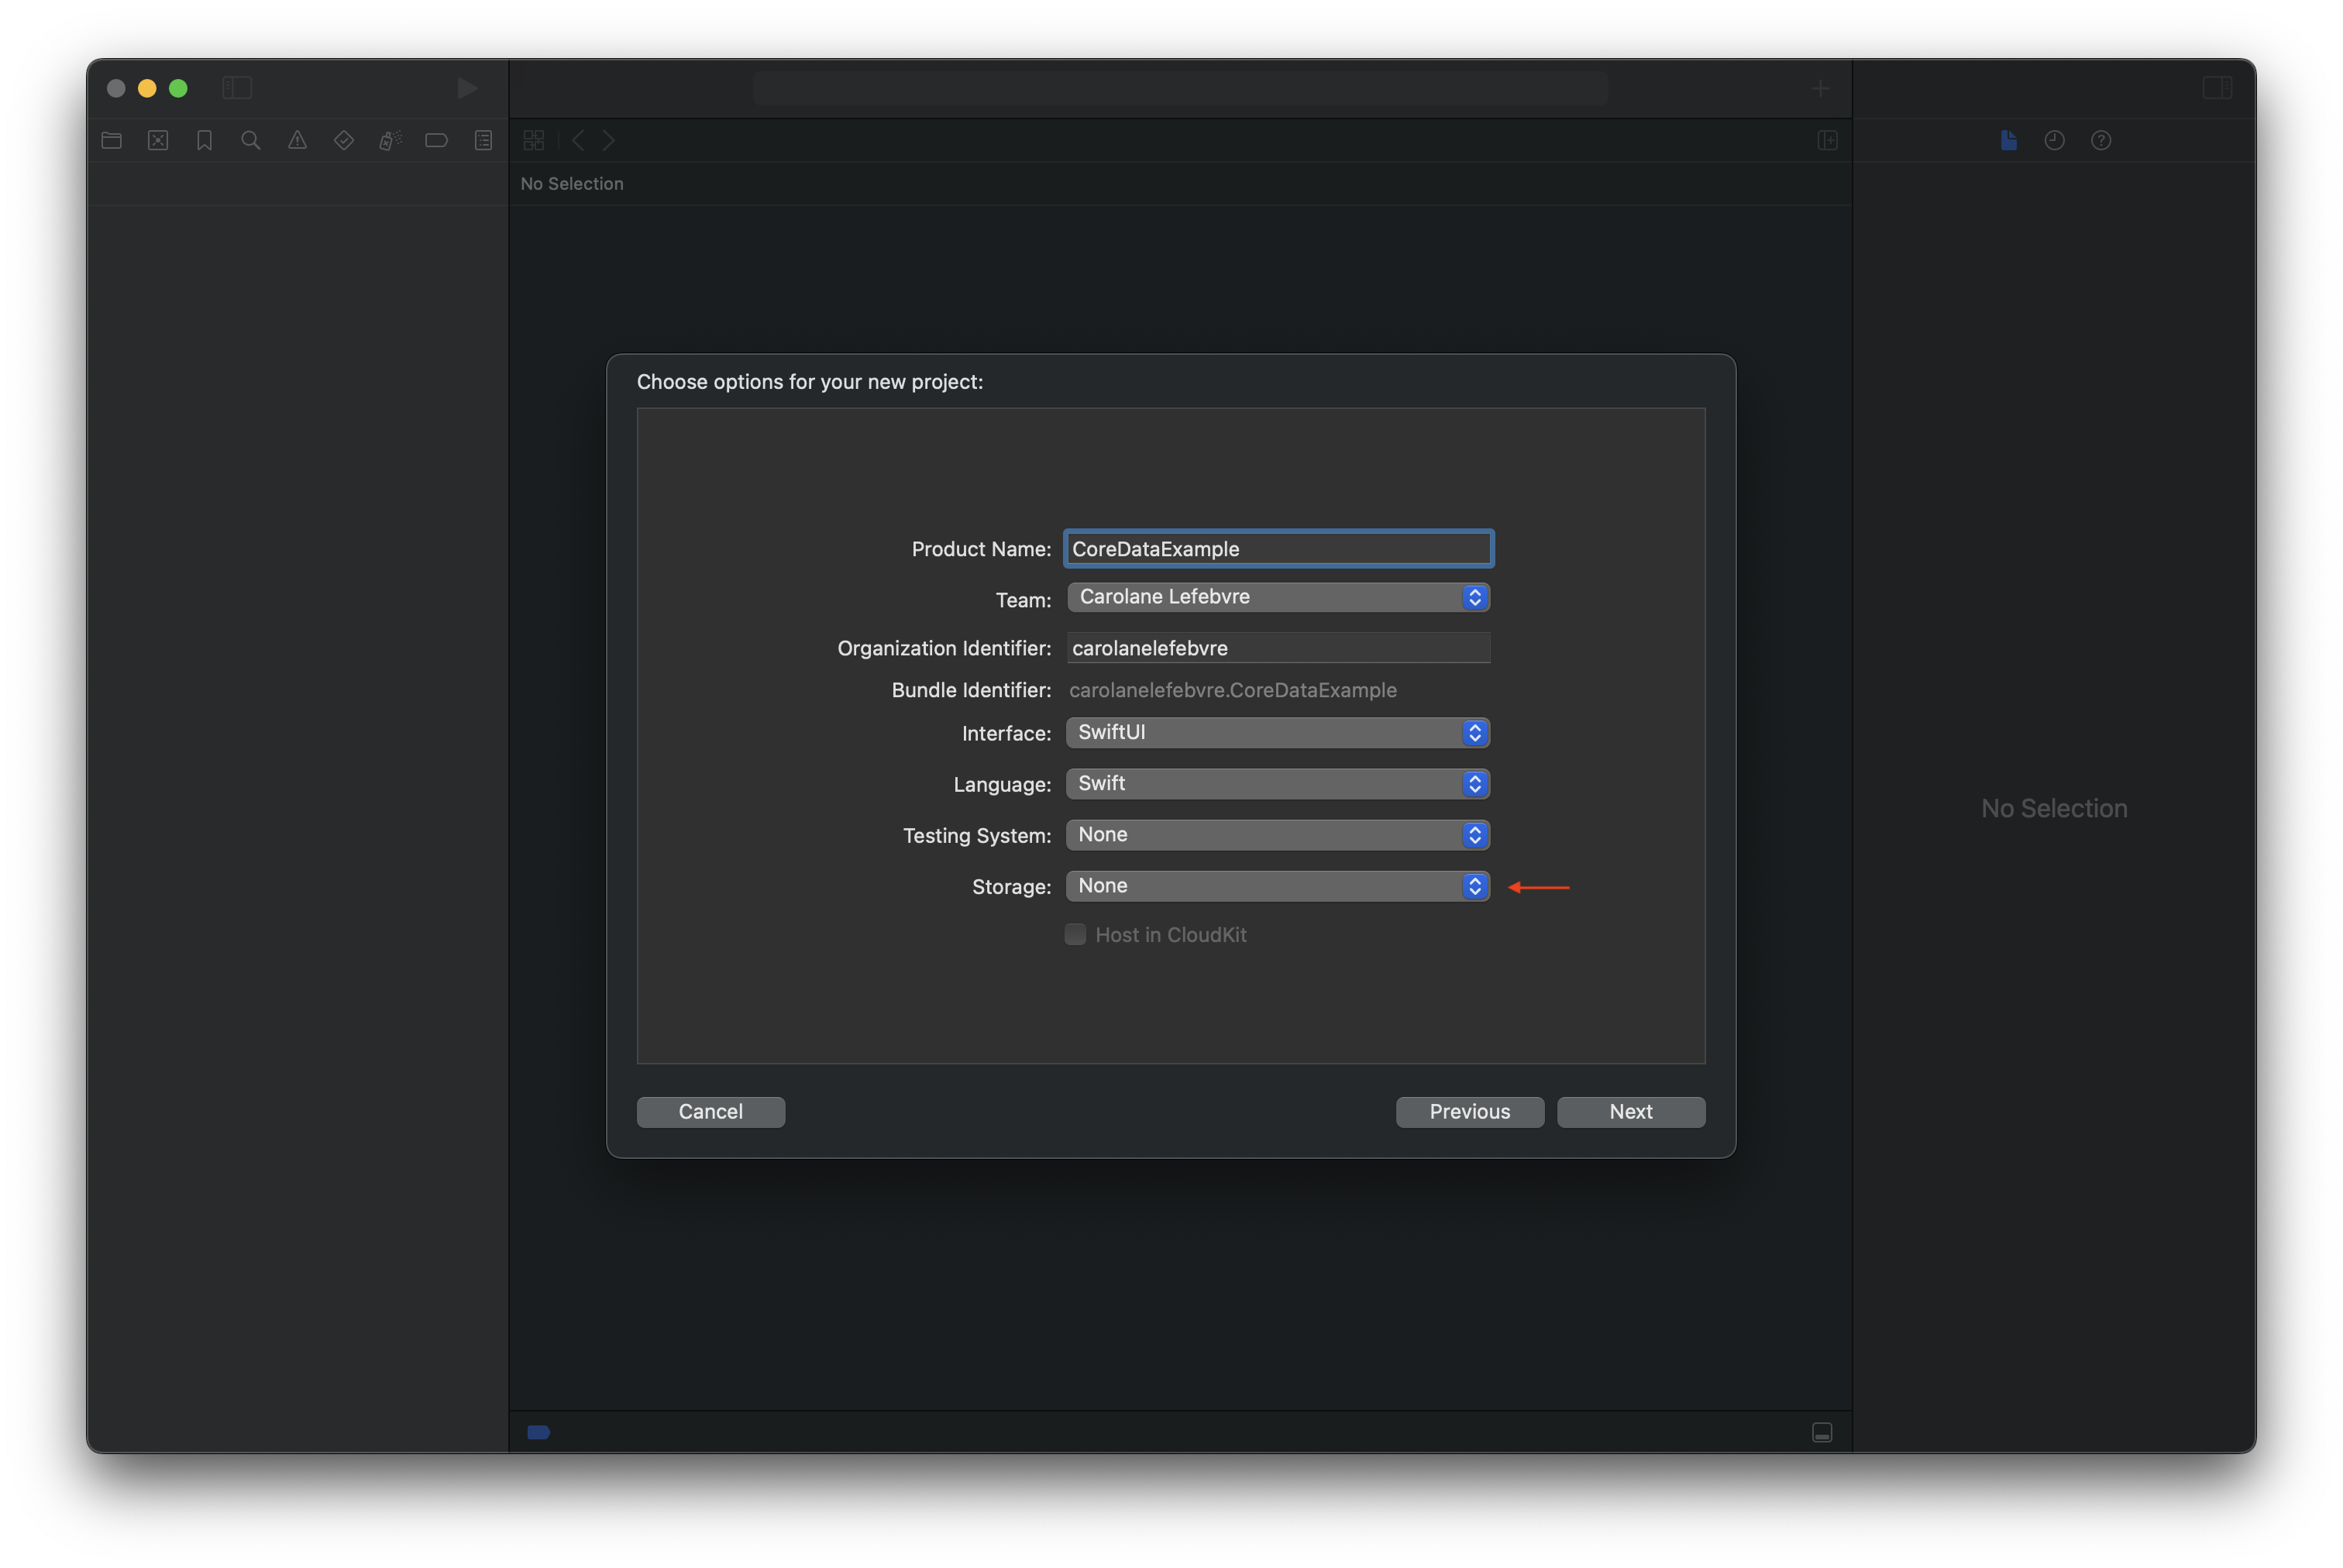 No Selection
Choose options for your new project:
Product Name: CoreDataExample
Team: Carolane Lefebvre
Organization Identifier: carolanelefebvre
Bundle Identifier: carolanelefebvre.CoreDataExample
Interface: SwiftUI
Language: Swift
Testing System: None
Storage: None
Host in CloudKit
Cancel Previous Next
No Selection